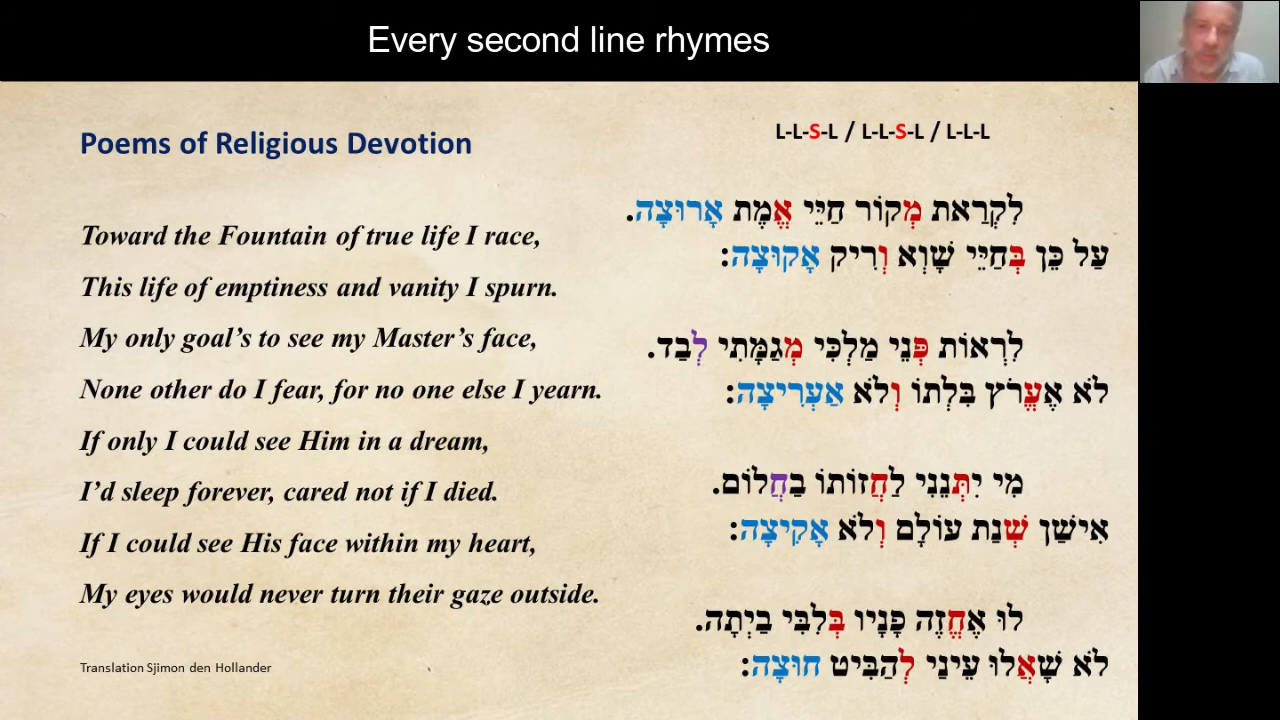 Every second line rhymes
Poems of Religious Devotion
Toward the Fountain of true life I race,
This life of emptiness and vanity I spurn.
My only goal's to see my Master's face,
None other do I fear, for no one else I yearn.
If only I could see Him in a dream,
I'd sleep forever, cared not if I died.
If I could see His face within my heart,
My eyes would never turn their gaze outside.
Translation Sjimon den Hollander
L-L-S-L / L-L-S-L / L-L-L
לִקְרַאת מְקוֹר חַיֵּי אֱמֶת אָרוּצָה.
עַל כֵּן בְּחַיֵּי שָׁוְא וְרִיק אָקוּצָה:
לִרְאוֹת פְּנֵי מַלְכִּי מְגַמָּתִי לְבַד.
לֹא אֶעֱרֹץ בִּלְתּוֹ וְלֹא אַעְרִיצָה:
מִי יִתְּנֵנִי לַחֲזוֹתוֹ בַחֲלוֹם.
אִישַׁן שְׁנַת עוֹלָם וְלֹא אָקִיצָה:
לוּ אֶחֱזֶה פָנָיו בְּלִבִּי בַיְתָה.
לֹא שָׁאֲלוּ עֵינַי לְהַבִּיט חוּצָה: